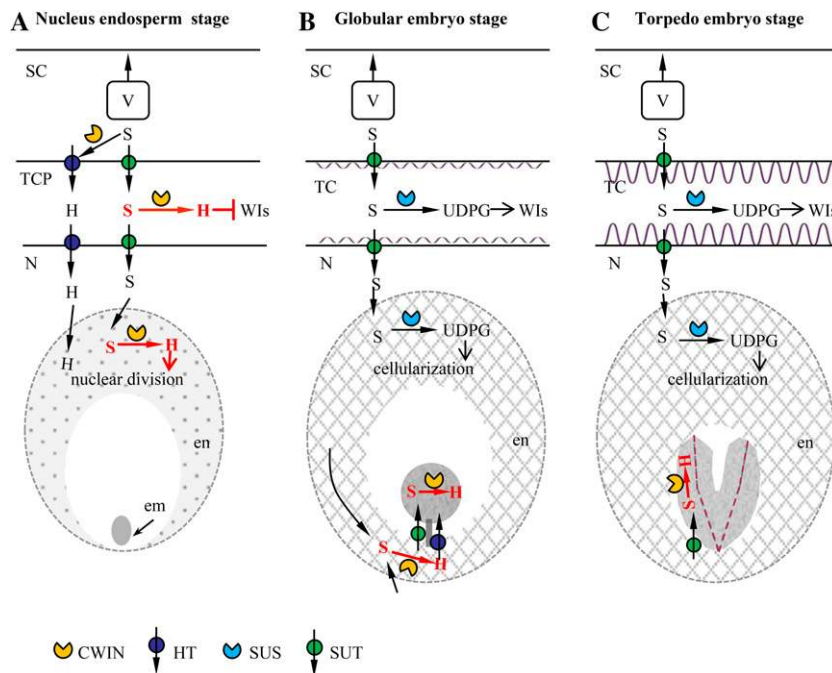 A Nucleus endosperm stage
SC
V
S
TCP
H S H WIs
N
H S
S H
H
nuclear division
en
em
B Globular embryo stage
SC
V
S
TC
S UDPG WIs
N
S
S UDPG
cellularization
en
S H
S
H
C Torpedo embryo stage
SC
V
S
TC
S UDPG WIs
N
S
S UDPG
cellularization
en
H
S
CWIN HT SUS SUT